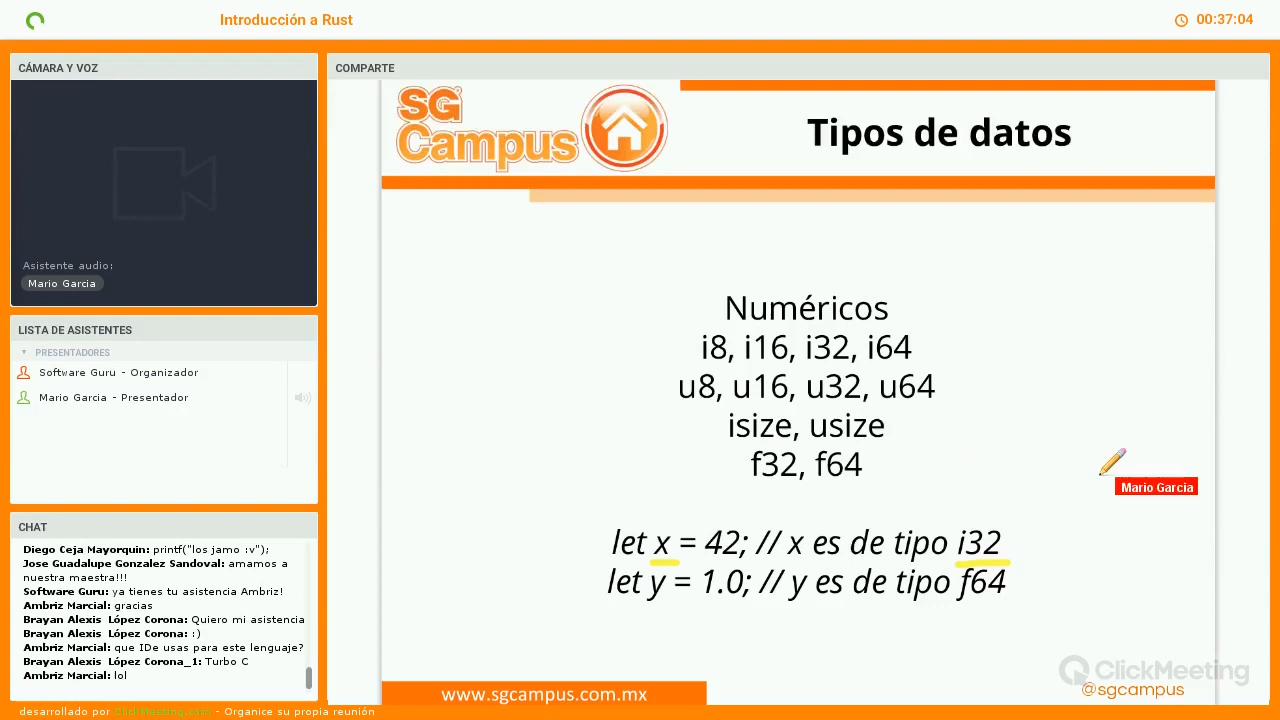 Introducción a Rust
00:37:04
CÁMARA Y VOZ
Asistente audio:
Mario Garcia
LISTA DE ASISTENTES
PRESENTADORES
Software Guru - Organizador
Mario Garcia - Presentador
CHAT
Diego Ceja Mayorquin: printf("los jamo :v");
Jose Guadalupe Gonzalez Sandoval: amamos a
nuestra maestra!!!
Software Guru: ya tienes tu asistencia Ambriz!
Ambriz Marcial: gracias
Brayan Alexis López Corona: Quiero mi asistencia
Brayan Alexis López Corona: :)
Ambriz Marcial: que IDe usas para este lenguaje?
Brayan Alexis López Corona_1: Turbo C
Ambriz Marcial: lol
desarrollado por ClickMeeting.com - Organice su propia reunión
COMPARTE
SG
Campus
Tipos de datos
Numéricos
i8, i16, i32, i64
u8, u16, u32, u64
isize, usize
f32, f64
Mario Garcia
let x = 42; // x es de tipo i32
let y = 1.0; // y es de tipo f64
ClickMeeting
@sgcampus
www.sgcampus.com.mx